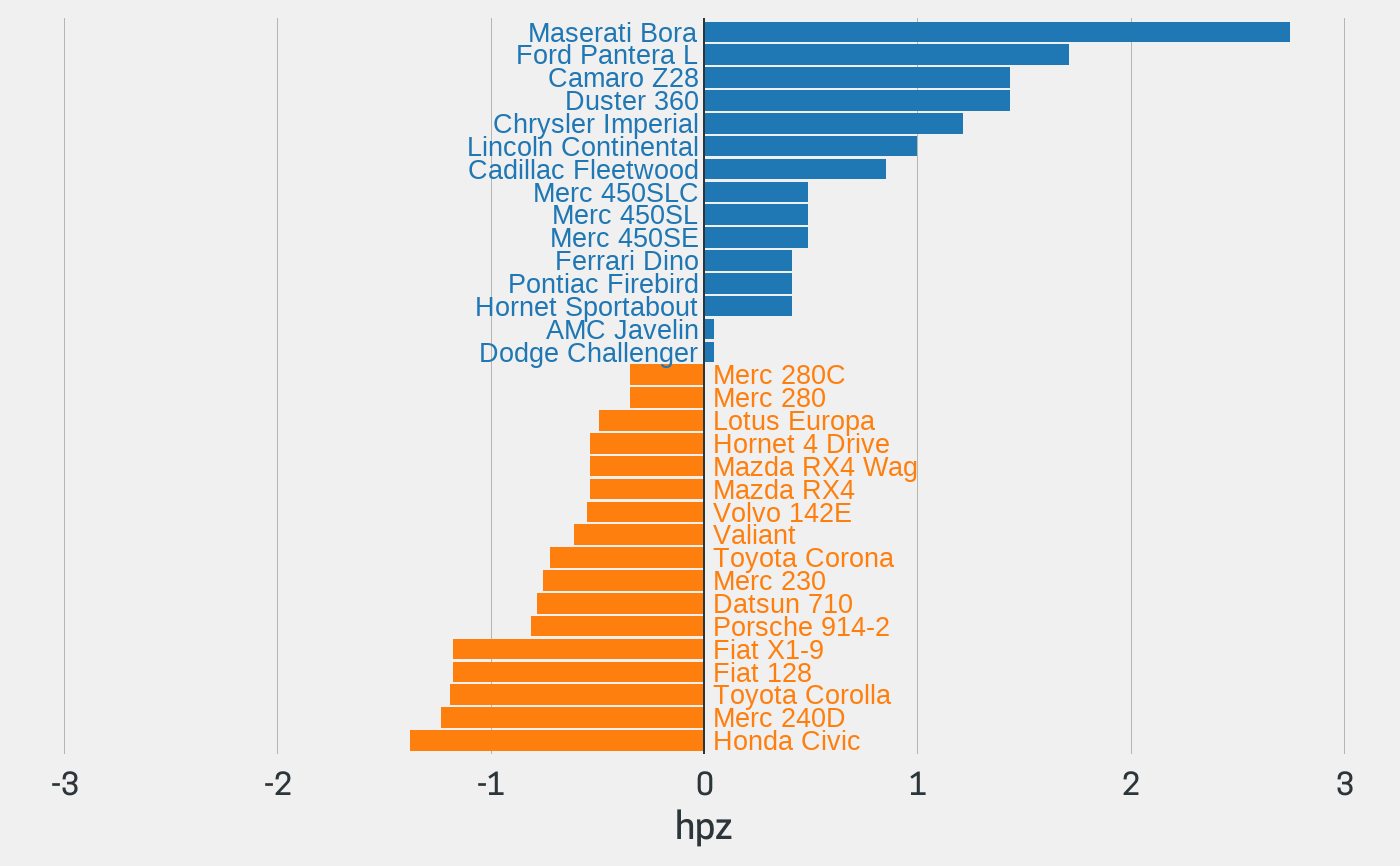 Maserati Bora
Ford Pantera L
Camaro Z28
Duster 360
Chrysler Imperial
Lincoln Continental
Cadillac Fleetwood
Merc 450SLC
Merc 450SL
Merc 450SE
Ferrari Dino
Pontiac Firebird
Hornet Sportabout
AMC Javelin
Dodge Challenger
Merc 280C
Merc 280
Lotus Europa
Hornet 4 Drive
Mazda RX4 Wag
Mazda RX4
Volvo 142E
Valiant
Toyota Corona
Merc 230
Datsun 710
Porsche 914-2
Fiat X1-9
Fiat 128
Toyota Corolla
Merc 240D
Honda Civic
-3 -2 -1 0 1 2 3
hpz